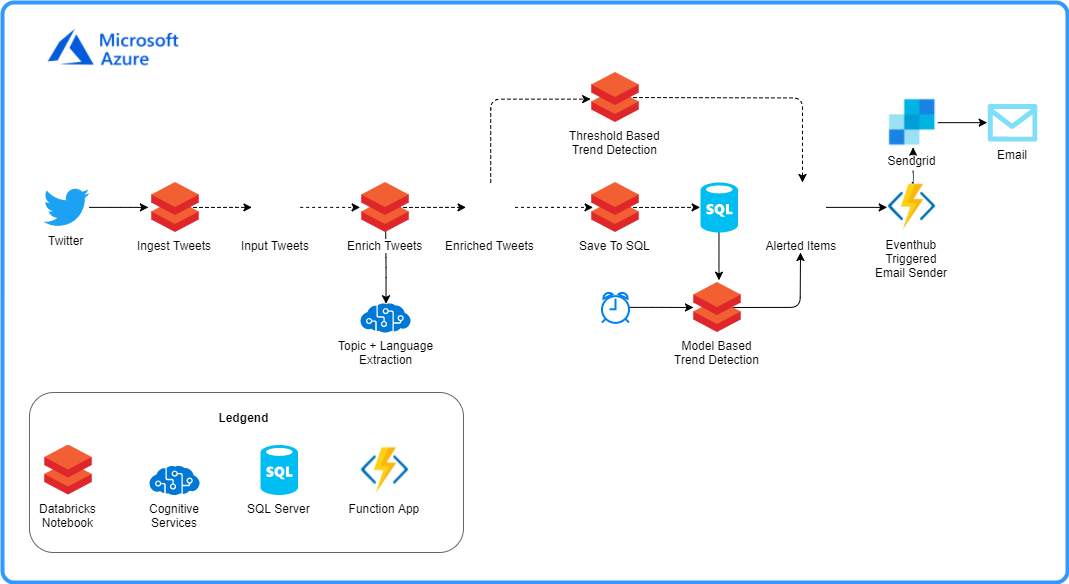 Microsoft
Azure
Threshold Based
Trend Detection
Sendgrid
Email
Twitter
Ingest Tweets
Input Tweets
Enrich Tweets
Enriched Tweets
Save To SQL
SQL
Alerted Items
Eventhub
Triggered
Email Sender
Topic + Language
Extraction
Model Based
Trend Detection
Ledgend
Databricks
Notebook
Cognitive
Services
SQL
SQL Server
Function App